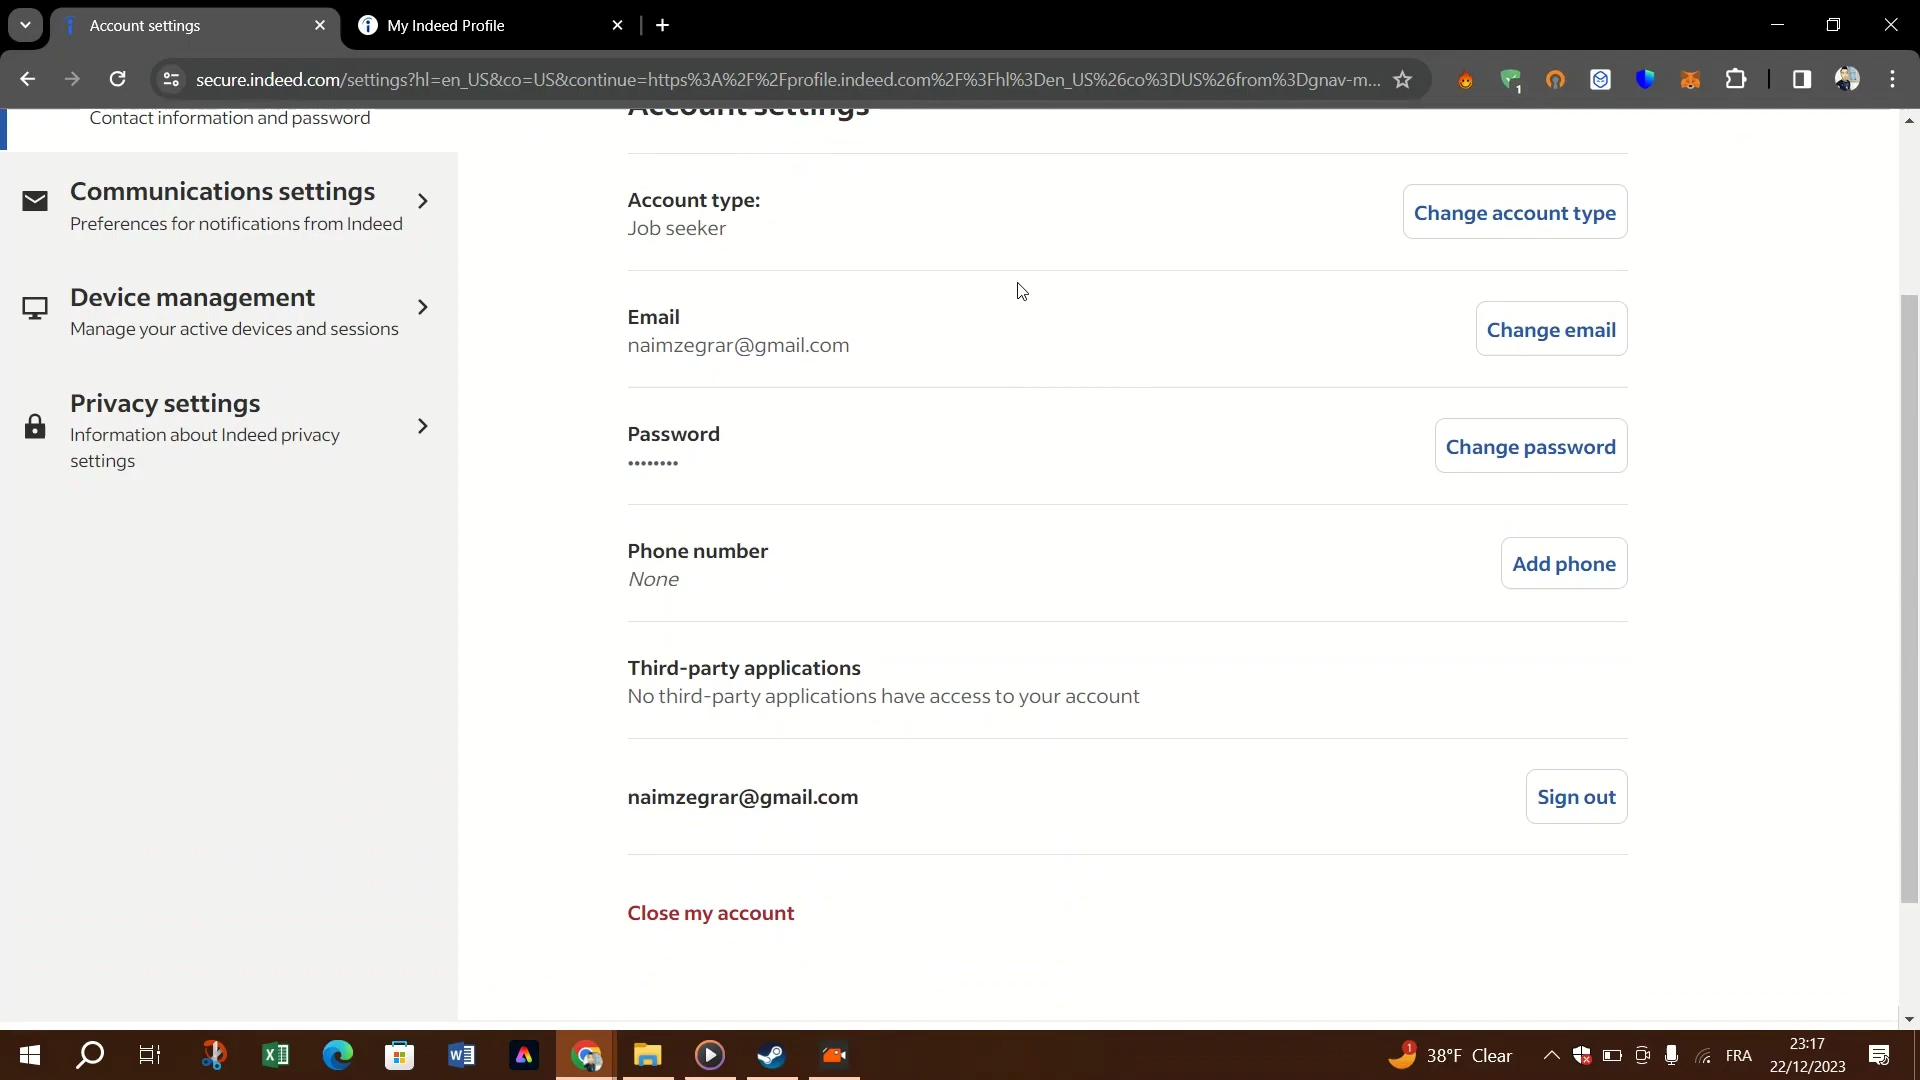 Account settings
My Indeed Profile
secure.indeed.com/settings?hl=en_US&co=US&continue=https%3A%2F%2Fprofile.indeed.com%2F%3Fhl%3Den_US%26co%3DUS%26from%3Dgnav-m...
1
Contact information and password
Communications settings
Preferences for notifications from Indeed
Device management
Manage your active devices and sessions
Privacy settings
Information about Indeed privacy
settings
Account settings
Account type:
Job seeker
Change account type
Email
naimzegrar@gmail.com
Change email
Password
••••••••
Change password
Phone number
None
Add phone
Third-party applications
No third-party applications have access to your account
naimzegrar@gmail.com
Sign out
Close my account
1
38°F Clear
FRA
23:17
22/12/2023